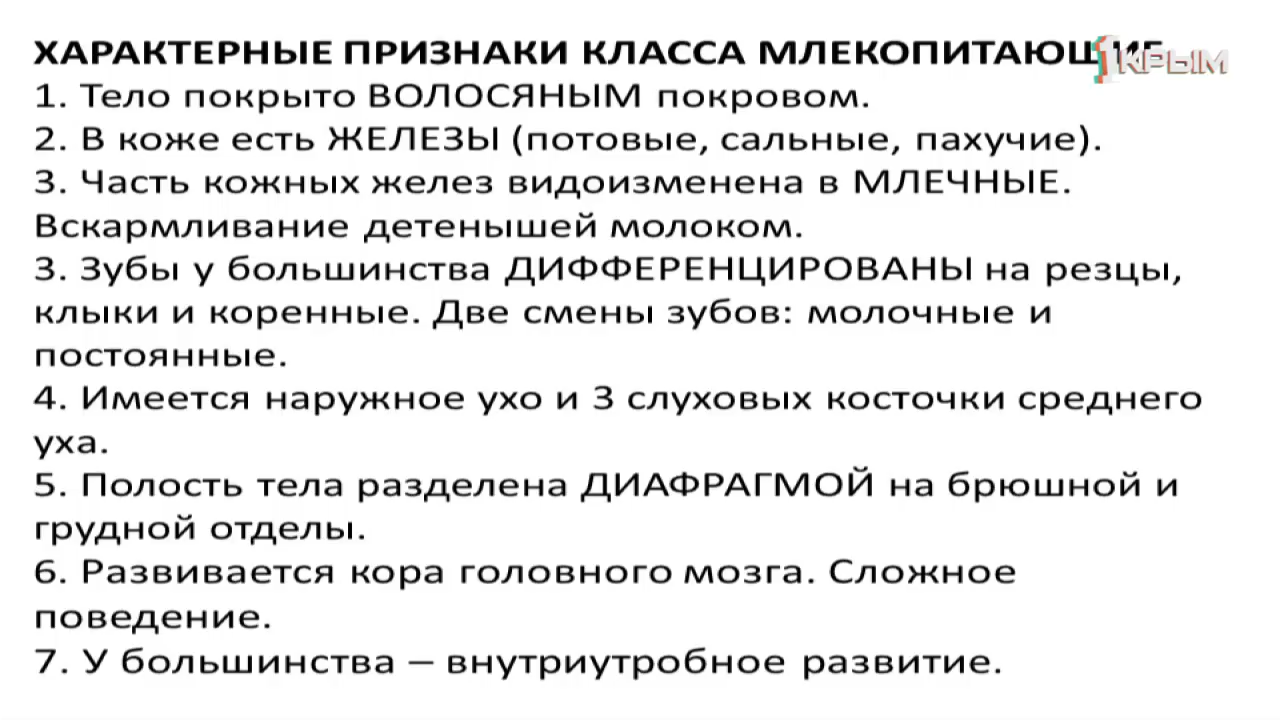 ХАРАКТЕРНЫЕ ПРИЗНАКИ КЛАССА МЛЕКОПИТАЮЩИЕ
1КРЫМ
1. Тело покрыто ВОЛОСЯНЫМ покровом.
2. В коже есть ЖЕЛЕЗЫ (потовые, сальные, пахучие).
3. Часть кожных желез видоизменена в МЛЕЧНЫЕ.
Вскармливание детенышей молоком.
3. Зубы у большинства ДИФФЕРЕНЦИРОВАНЫ на резцы,
клыки и коренные. Две смены зубов: молочные и
постоянные.
4. Имеется наружное ухо и 3 слуховых косточки среднего
уха.
5. Полость тела разделена ДИАФРАГМОЙ на брюшной и
грудной отделы.
6. Развивается кора головного мозга. Сложное
поведение.
7. У большинства – внутриутробное развитие.